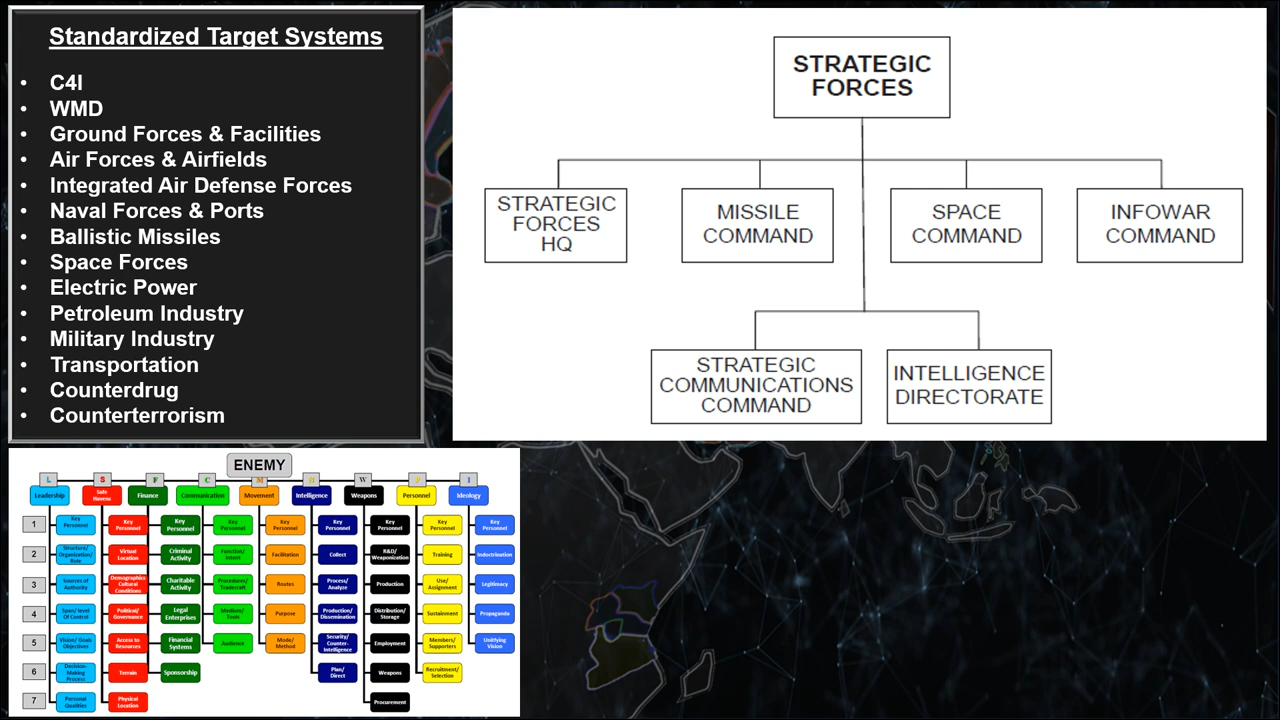 Standardized Target Systems
• C4I
• WMD
• Ground Forces & Facilities
• Air Forces & Airfields
• Integrated Air Defense Forces
• Naval Forces & Ports
• Ballistic Missiles
• Space Forces
• Electric Power
• Petroleum Industry
• Military Industry
• Transportation
• Counterdrug
• Counterterrorism
STRATEGIC
FORCES
STRATEGIC
FORCES
HQ
MISSILE
COMMAND
SPACE
COMMAND
INFOWAR
COMMAND
STRATEGIC
COMMUNICATIONS
COMMAND
INTELLIGENCE
DIRECTORATE
ENEMY
L
S
F
C
M
W
P
I
Leadership
Safe
Havens
Finance
Communication
Movement
Intelligence
Weapons
Personnel
Ideology
1
Key
Personnel
Key
Personnel
Key
Personnel
Key
Personnel
Key
Personnel
Key
Personnel
Key
Personnel
Key
Personnel
Key
Personnel
2
Structure/
Organization/
Role
Virtual
Location
Criminal
Activity
Function/
Intent
Facilitation
Collect
R&D/
Weaponization
Training
Indoctrination
3
Sources of
Authority
Demographics
Cultural
Conditions
Charitable
Activity
Procedures/
Tradecraft
Routes
Process/
Analyze
Production
Use/
Assignment
Legitimacy
4
Span/ level
Of Control
Political/
Governance
Legal
Enterprises
Medium/
Tools
Purpose
Production/
Dissemination
Distribution/
Storage
Sustainment
Propaganda
5
Vision/ Goals
Objectives
Access to
Resources
Financial
Systems
Audience
Mode/
Method
Security/
Counter-
Intelligence
Employment
Members/
Supporters
Unifying
Vision
6
Decision-
Making
Process
Terrain
Sponsorship
Plan/
Direct
Weapons
Recruitment/
Selection
7
Personal
Qualities
Physical
Location
Procurement